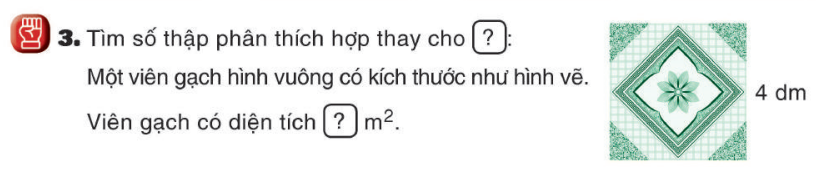 3. Tìm số thập phân thích hợp thay cho ?:
Một viên gạch hình vuông có kích thước như hình vẽ.
4 dm
Viên gạch có diện tích ? m².